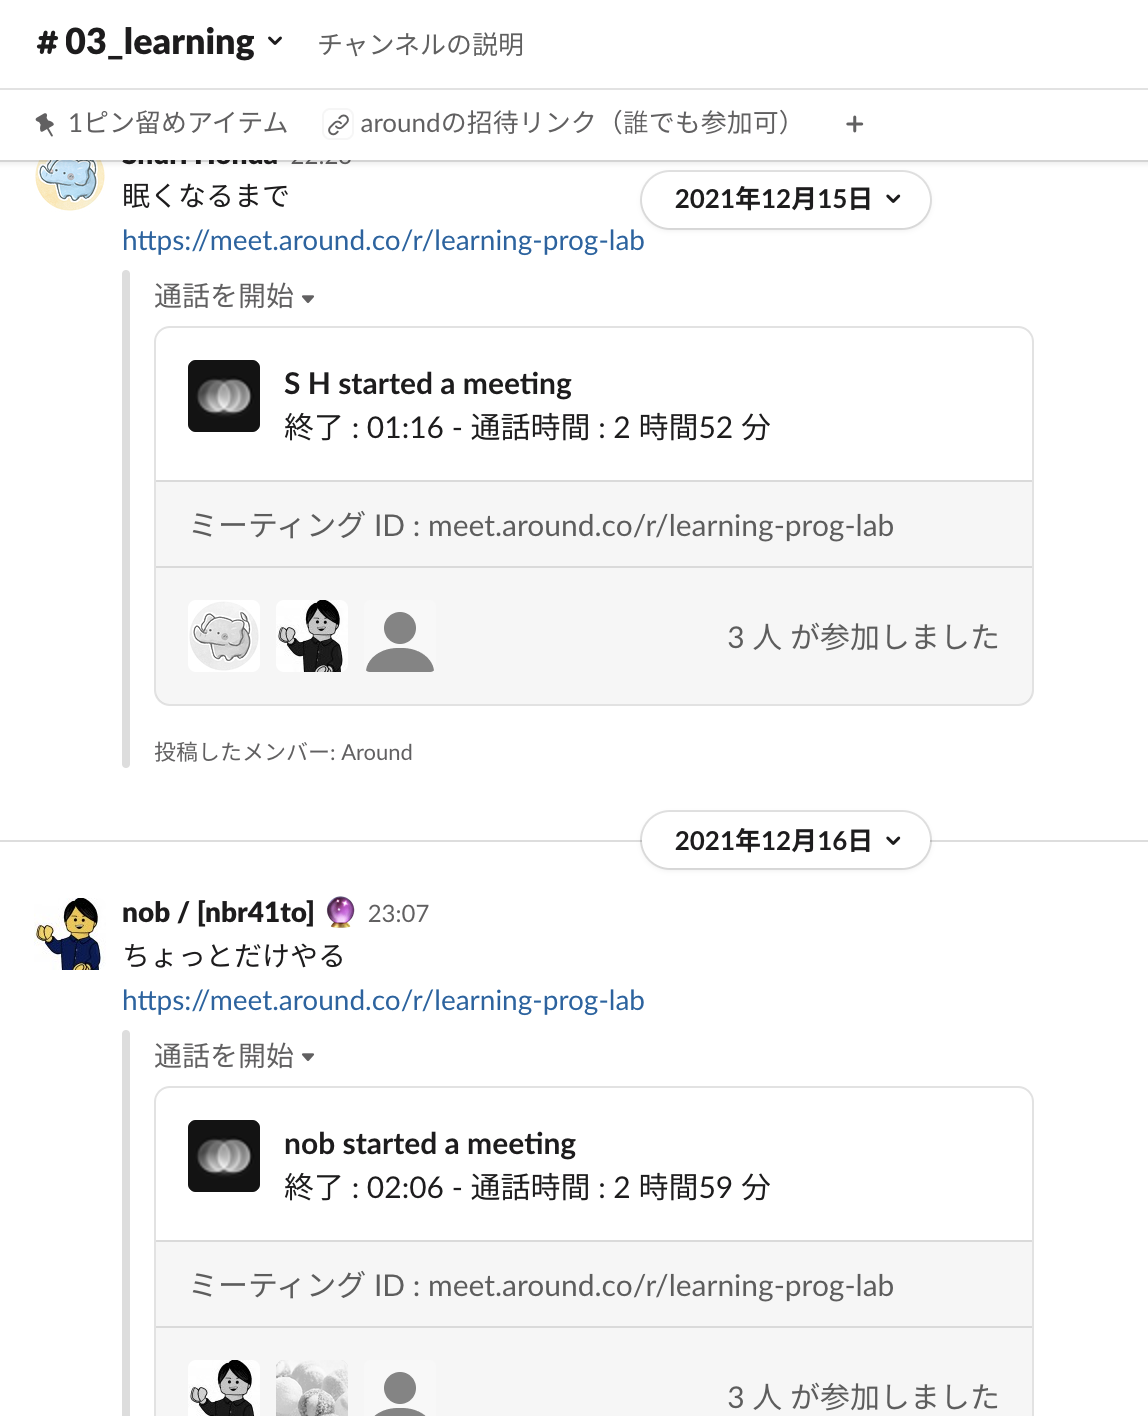 # 03_learning チャンネルの説明
1ピン留めアイテム aroundの招待リンク（誰でも参加可） +
2021年12月15日
眠くなるまで
https://meet.around.co/r/learning-prog-lab
通話を開始
S H started a meeting
終了 : 01:16 - 通話時間 : 2 時間52 分
ミーティング ID : meet.around.co/r/learning-prog-lab
3 人 が参加しました
投稿したメンバー: Around
2021年12月16日
nob / [nbr41to] 23:07
ちょっとだけやる
https://meet.around.co/r/learning-prog-lab
通話を開始
nob started a meeting
終了 : 02:06 - 通話時間 : 2 時間59 分
ミーティング ID : meet.around.co/r/learning-prog-lab
3 人 が参加しました